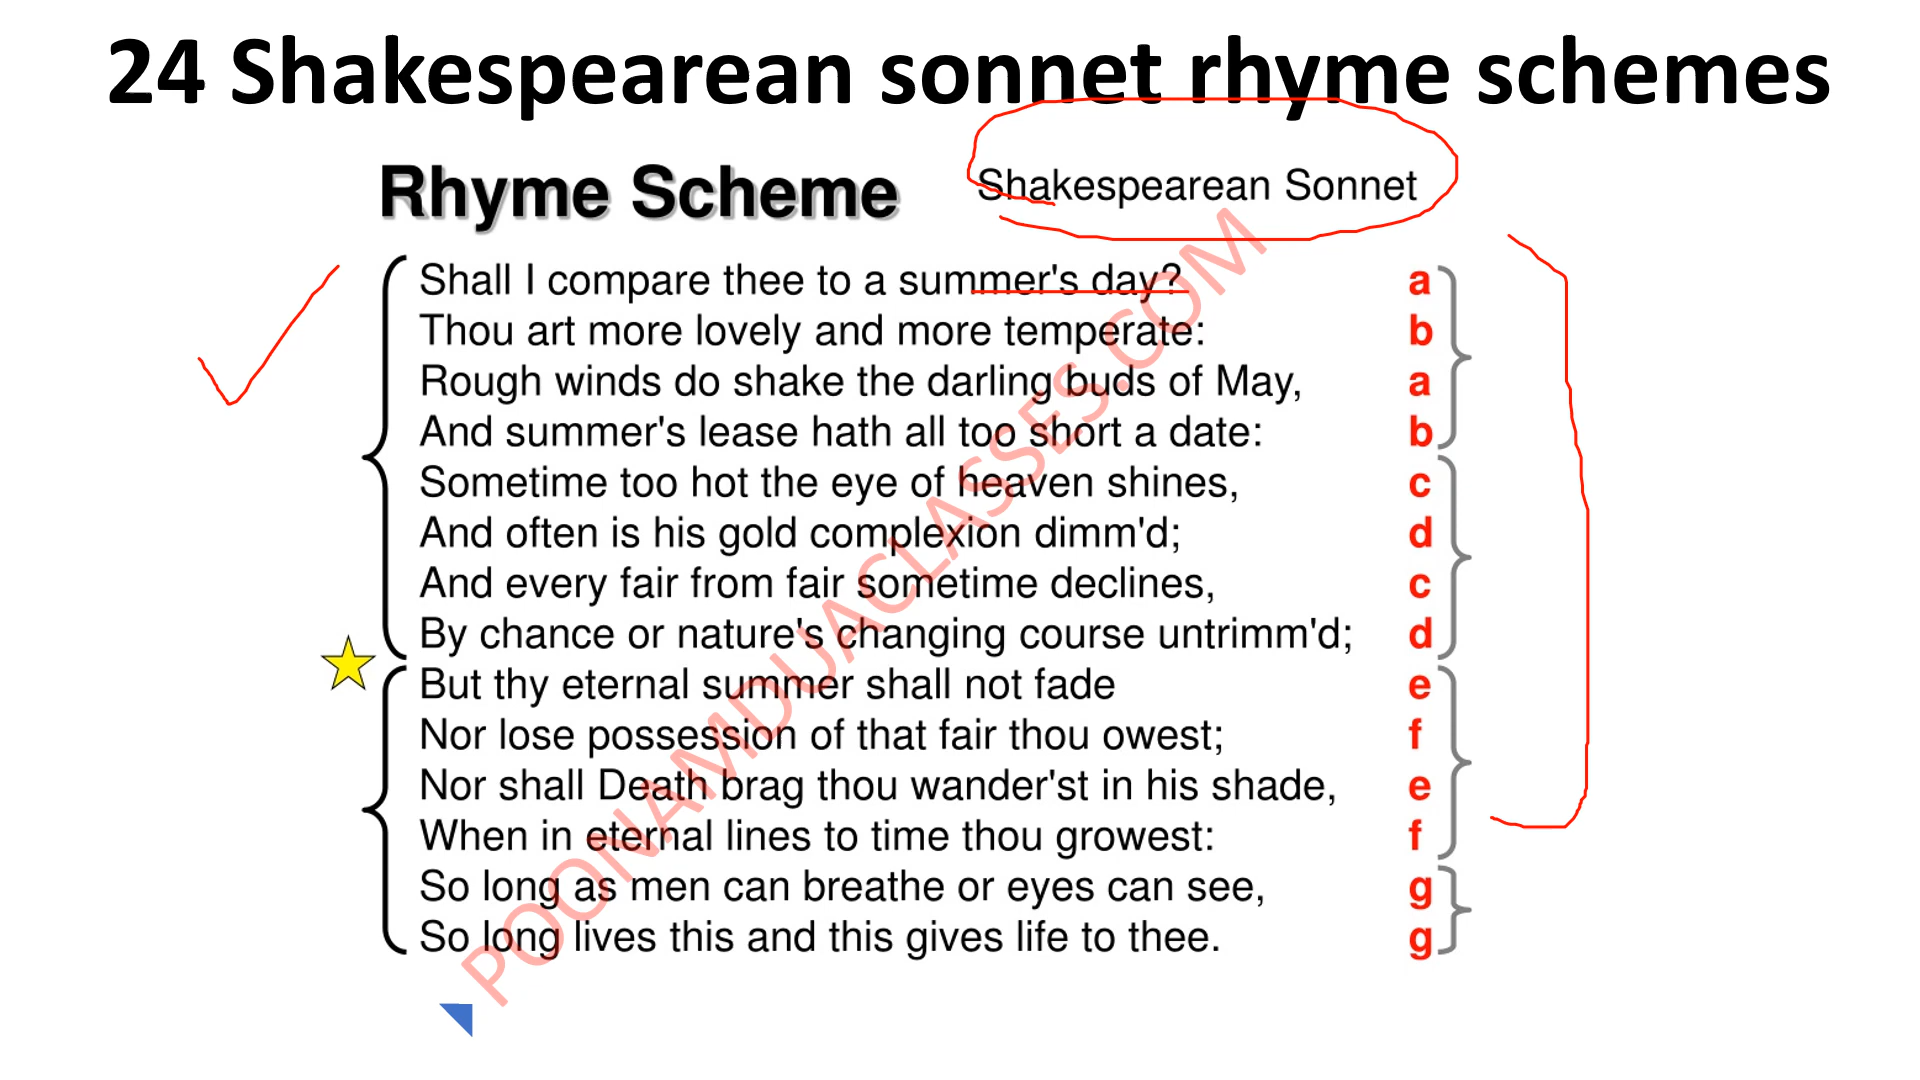 24 Shakespearean sonnet rhyme schemes
Rhyme Scheme
Shakespearean Sonnet
Shall I compare thee to a summer's day? a
Thou art more lovely and more temperate: b
Rough winds do shake the darling buds of May, a
And summer's lease hath all too short a date: b
Sometime too hot the eye of heaven shines, c
And often is his gold complexion dimm'd; d
And every fair from fair sometime declines, c
By chance or nature's changing course untrimm'd; d
But thy eternal summer shall not fade e
Nor lose possession of that fair thou owest; f
Nor shall Death brag thou wander'st in his shade, e
When in eternal lines to time thou growest: f
So long as men can breathe or eyes can see, g
So long lives this and this gives life to thee. g
POONAMDUACLASSES.COM